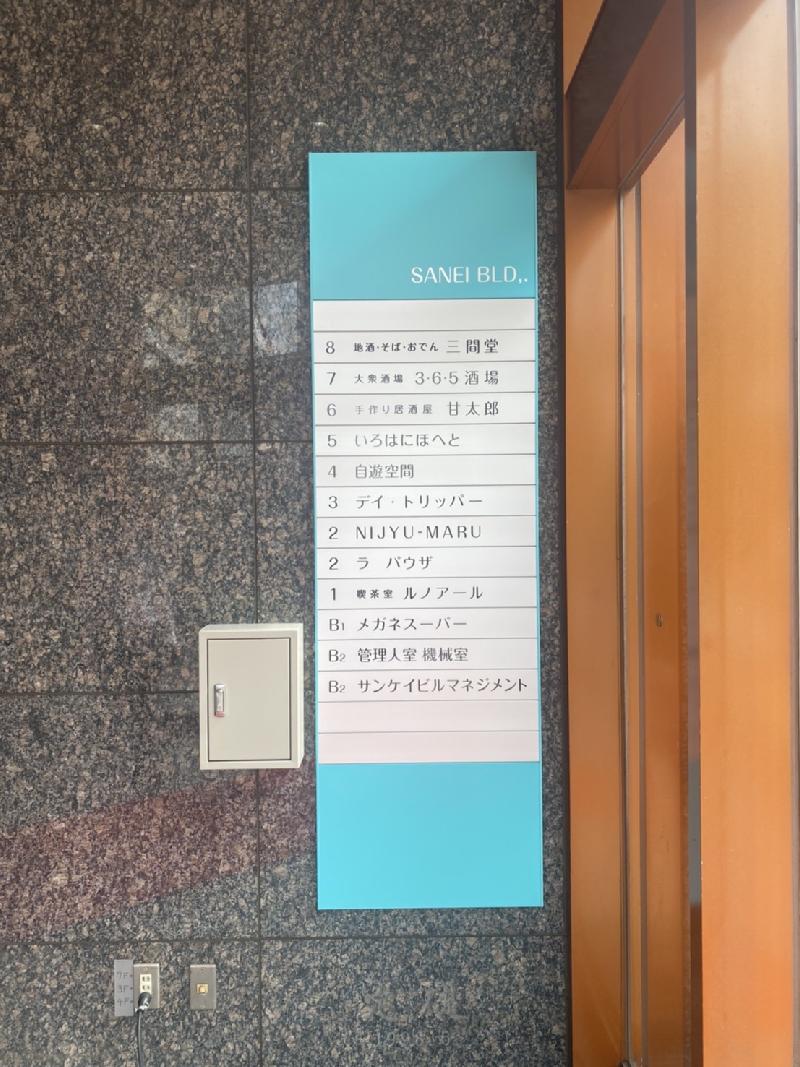 SANEI BLD,.
8 地酒・そば・おでん 三間堂
7 大衆酒場 3・6・5酒場
6 手作り居酒屋 甘太郎
5 いろはにほへと
4 自遊空間
3 デイ・トリッパー
2 NIJYU-MARU
2 ラ パウザ
1 喫茶室 ルノアール
B1 メガネスーパー
B2 管理人室 機械室
B2 サンケイビルマネジメント
7F
3F
4F